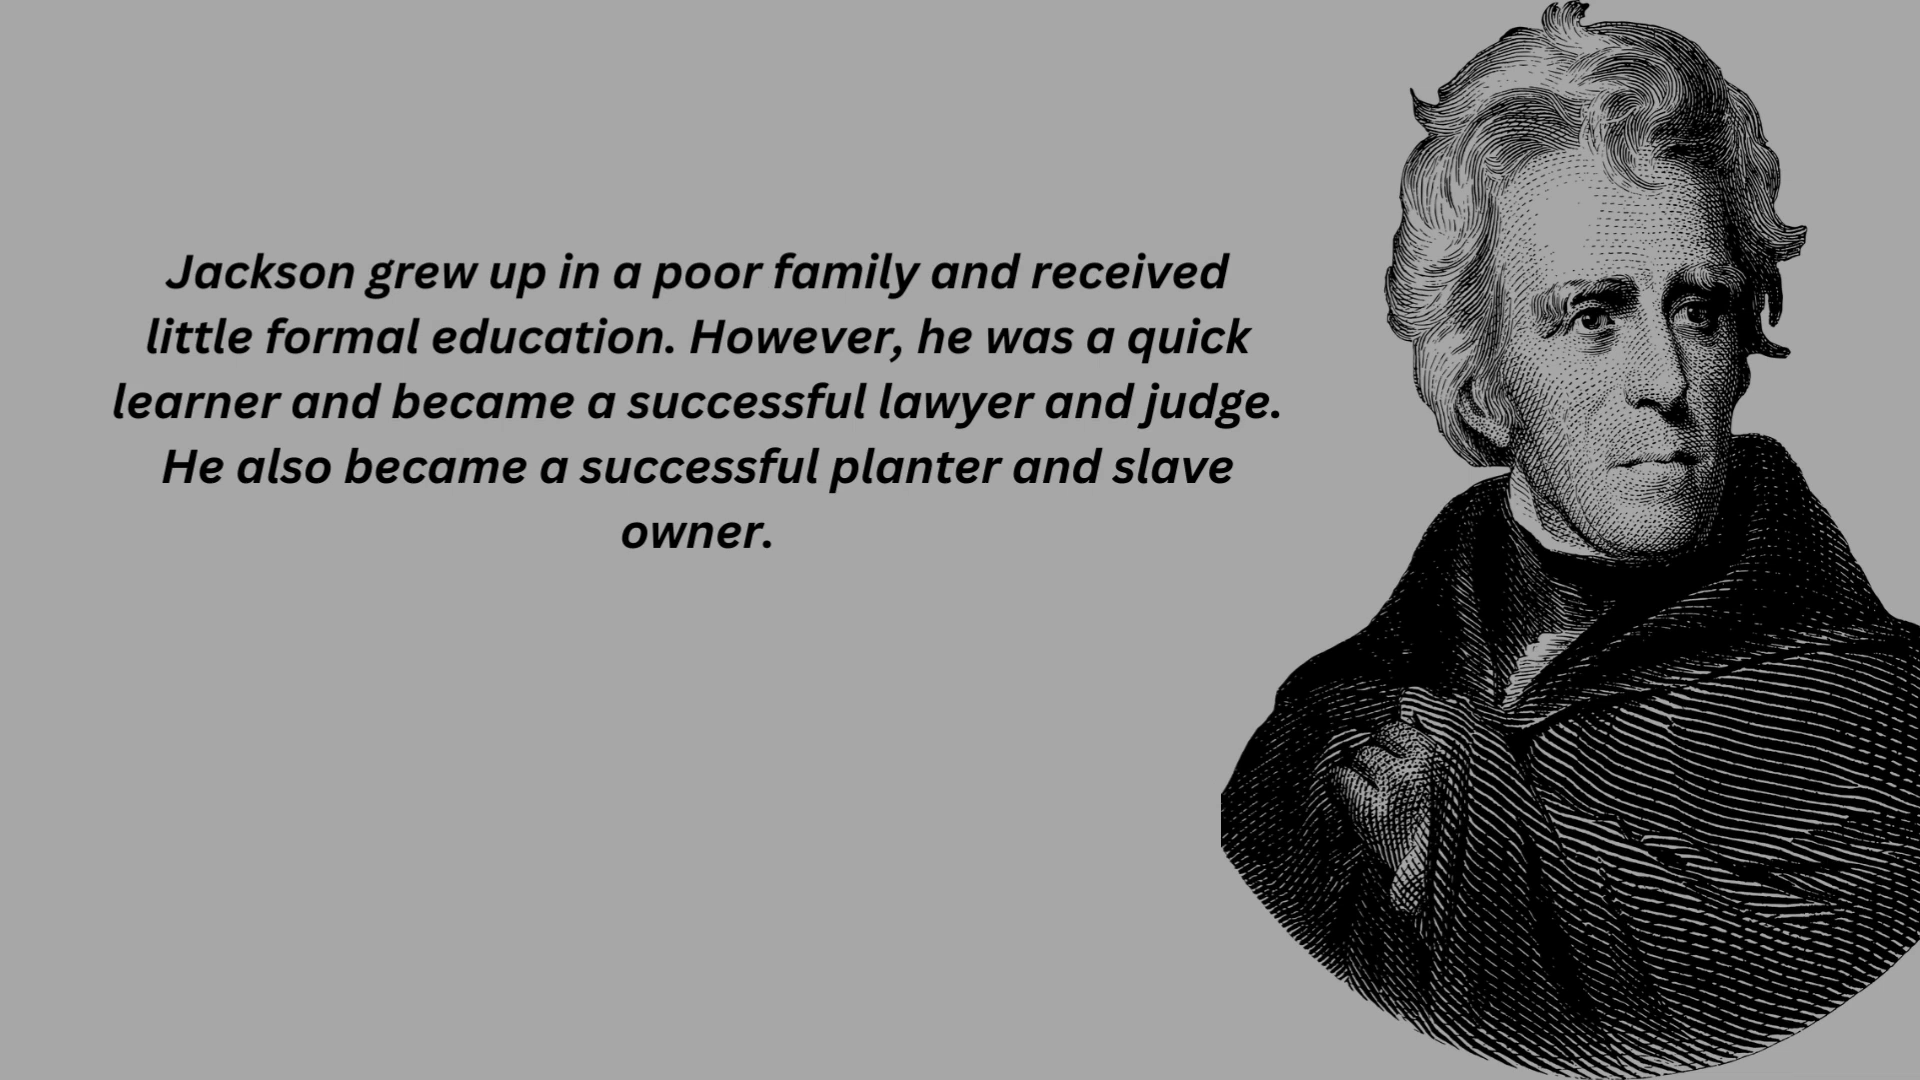 Jackson grew up in a poor family and received
little formal education. However, he was a quick
learner and became a successful lawyer and judge.
He also became a successful planter and slave
owner.